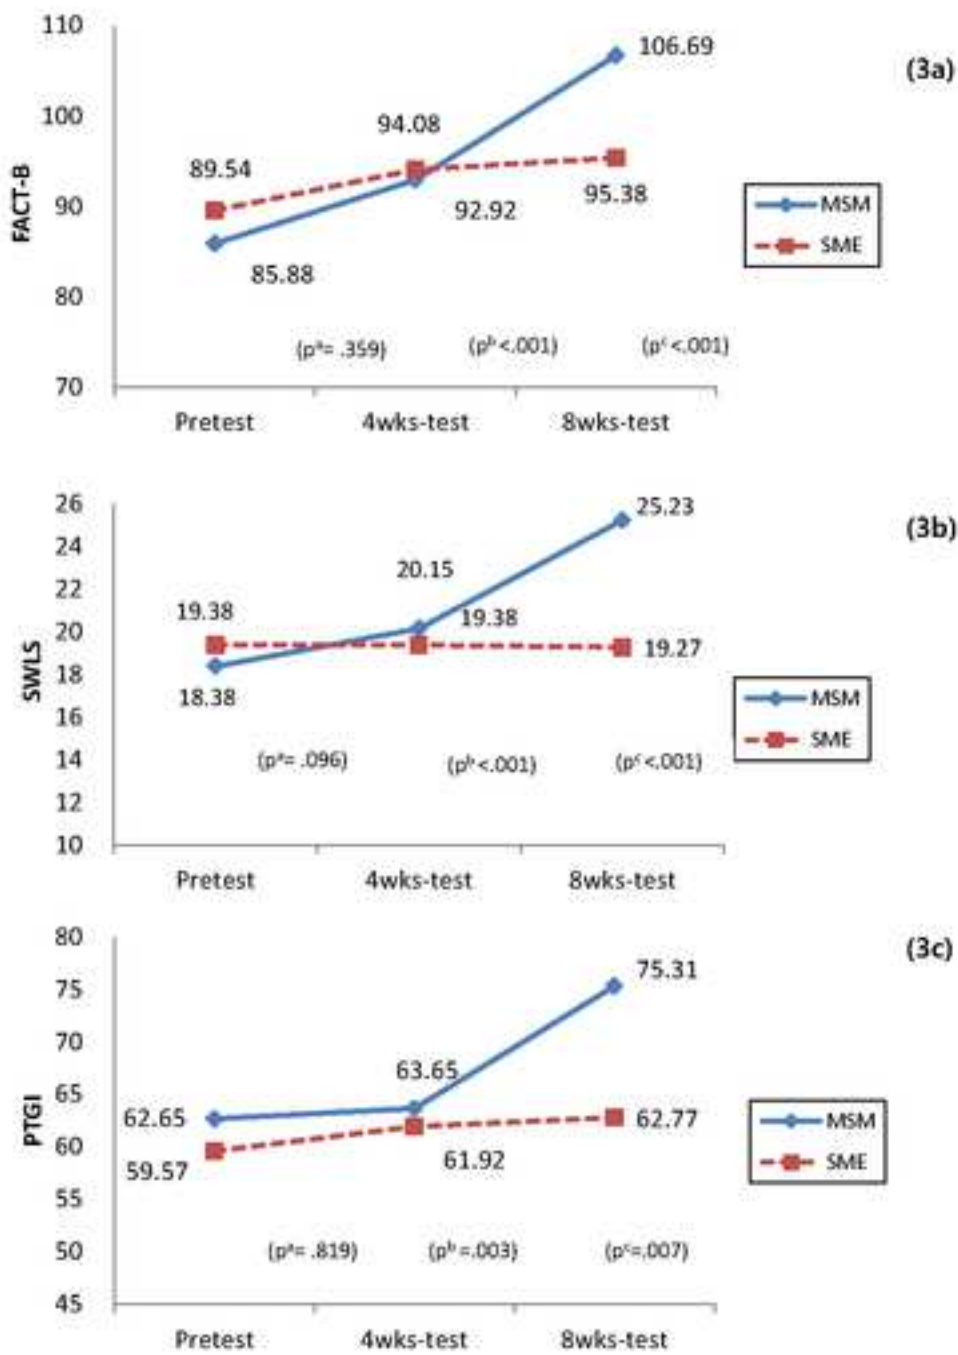 110
106.69
(3a)
100
94.08
89.54
90
92.92
95.38
FACT-B
MSM
SME
85.88
80
(pᵃ= .359)
(pᵇ <.001)
(pᶜ <.001)
70
Pretest
4wks-test
8wks-test
26
25.23
(3b)
24
22
20.15
20
19.38
19.38
19.27
SWLS
18
18.38
MSM
SME
16
14
(pᵃ= .096)
(pᵇ <.001)
(pᶜ <.001)
12
10
Pretest
4wks-test
8wks-test
80
(3c)
75
75.31
70
65
63.65
62.65
62.77
PTGI
MSM
SME
60
59.57
61.92
55
50
(pᵃ= .819)
(pᵇ =.003)
(pᶜ=.007)
45
Pretest
4wks-test
8wks-test